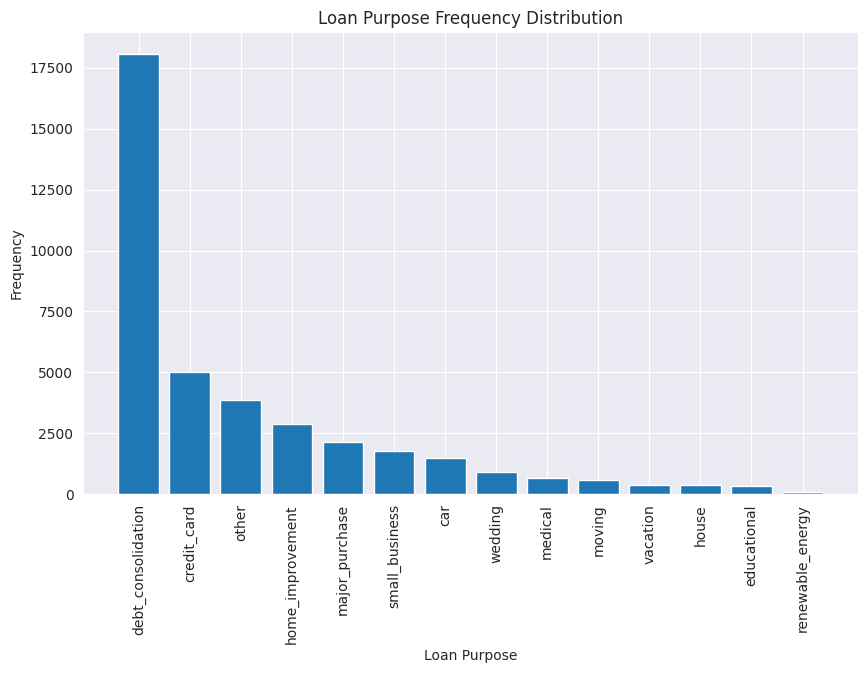 Loan Purpose Frequency Distribution
17500
15000
12500
10000
7500
5000
2500
0
Frequency
debt_consolidation
credit_card
other
home_improvement
major_purchase
small_business
car
wedding
medical
moving
vacation
house
educational
renewable_energy
Loan Purpose